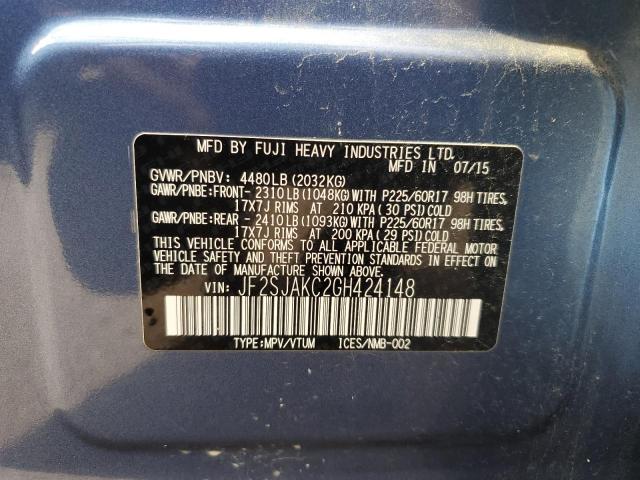 MFD BY FUJI HEAVY INDUSTRIES LTD.
MFD IN 07/15
GVWR/PNBV: 4480LB (2032KG)
GAWR/PNBE:FRONT- 2310LB (1048KG)WITH P225/60R17 98H TIRES,
17X7J RIMS AT 210 KPA ( 30 PSI) COLD
GAWR/PNBE:REAR - 2410LB (1093KG)WITH P225/60R17 98H TIRES,
17X7J RIMS AT 200 KPA ( 29 PSI) COLD
THIS VEHICLE CONFORMS TO ALL APPLICABLE FEDERAL MOTOR
VEHICLE SAFETY AND THEFT PREVENTION STANDARDS IN EFFECT ON
THE DATE OF MANUFACTURE SHOWN ABOVE.
VIN: JF2SJAKC2GH424148
TYPE:MPV/VTUM ICES/NMB-002